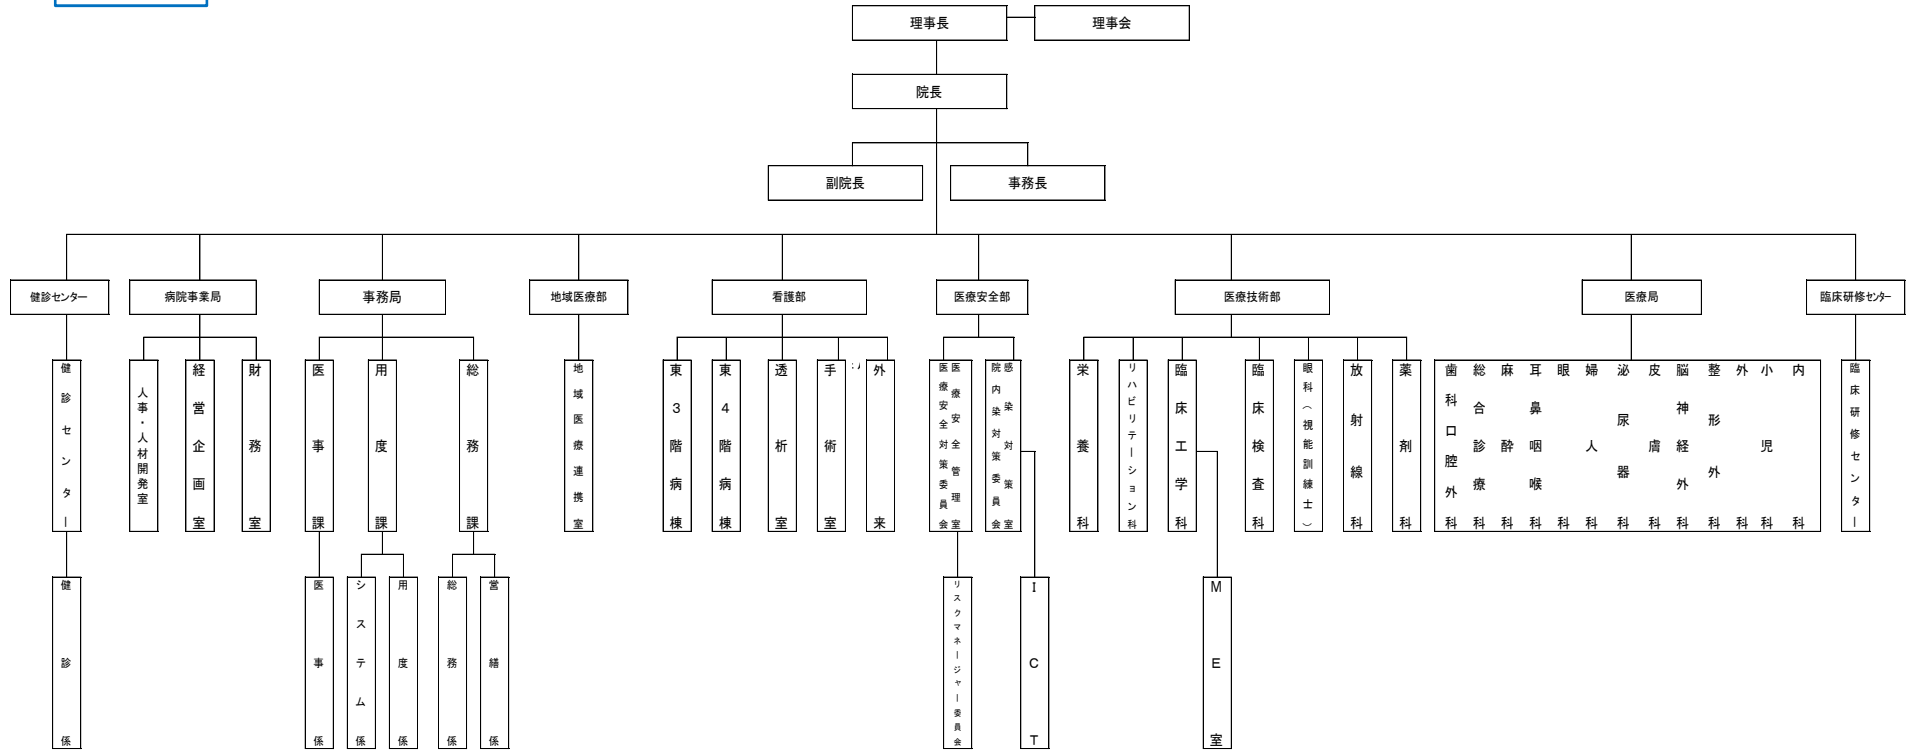 理事長
理事会
院長
副院長
事務長
健診センター
病院事業局
事務局
地域医療部
看護部
医療安全部
医療技術部
医療局
臨床研修センター
健診センター
人事・人材開発室
経営企画室
財務室
医事課
用度課
総務課
地域医療連携室
東3階病棟
東4階病棟
透析室
手術室
外来
医療安全対策委員会
医療安全管理室
院内感染対策委員会
感染対策室
栄養科
リハビリテーション科
臨床工学科
臨床検査科
眼科(視能訓練士)
放射線科
薬剤科
歯科口腔外科
総合診療科
麻酔科
耳鼻咽喉科
眼科
婦人科
泌尿器科
皮膚科
脳神経外科
整形外科
外科
小児科
内科
臨床研修センター
健診係
医事係
システム係
用度係
総務係
営繕係
リスクマネージャー委員会
ICT
ME室